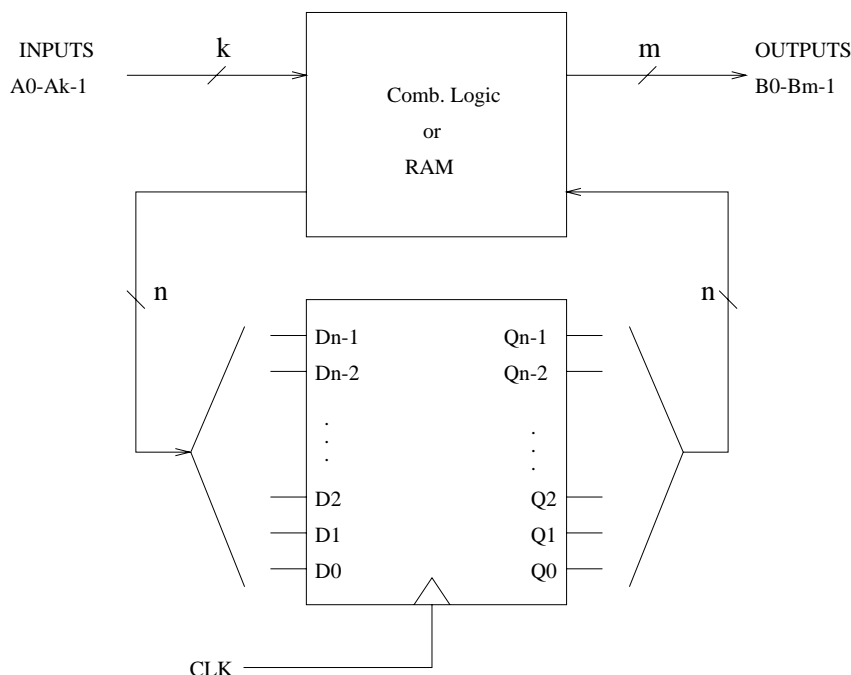 INPUTS
k
m
OUTPUTS
A0-Ak-1
B0-Bm-1
Comb. Logic
or
RAM
n
n
Dn-1
Qn-1
Dn-2
Qn-2
.
.
.
.
.
.
D2
Q2
D1
Q1
D0
Q0
CLK